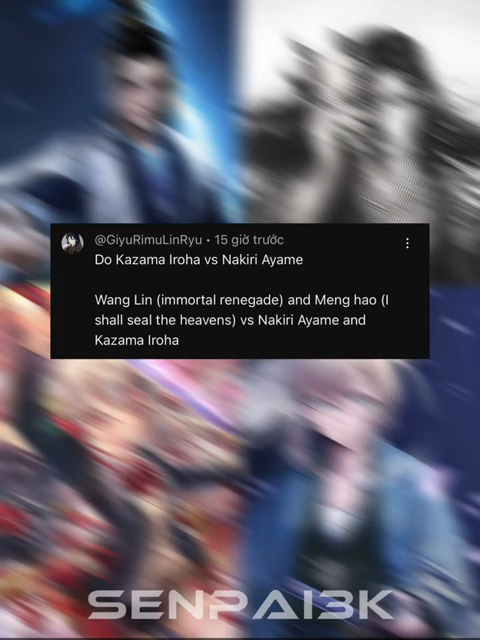 @GiyuRimuLinRyu • 15 giờ trước
Do Kazama Iroha vs Nakiri Ayame
Wang Lin (immortal renegade) and Meng hao (I
shall seal the heavens) vs Nakiri Ayame and
Kazama Iroha
SENPAI3K